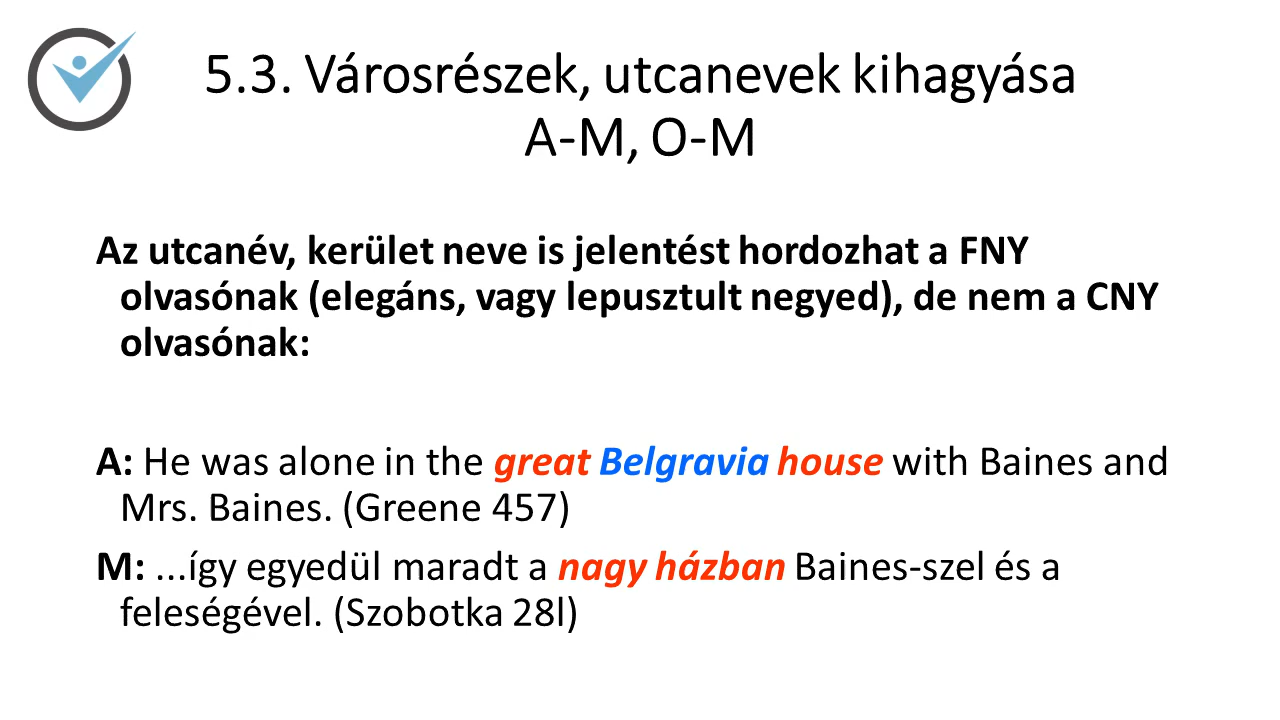 5.3. Városrészek, utcanevek kihagyása
A-M, O-M
Az utcanév, kerület neve is jelentést hordozhat a FNY
olvasónak (elegáns, vagy lepusztult negyed), de nem a CNY
olvasónak:
A: He was alone in the great Belgravia house with Baines and
Mrs. Baines. (Greene 457)
M: ...így egyedül maradt a nagy házban Baines-szel és a
feleségével. (Szobotka 28l)